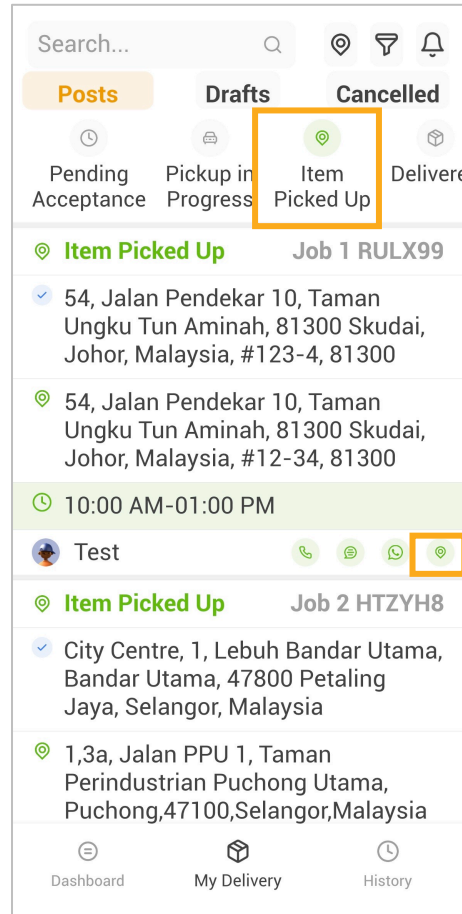 Search...
Posts Drafts Cancelled
Pending Acceptance Pickup in Progress Item Picked Up Delivere
Item Picked Up Job 1 RULX99
54, Jalan Pendekar 10, Taman
Ungku Tun Aminah, 81300 Skudai,
Johor, Malaysia, #123-4, 81300
54, Jalan Pendekar 10, Taman
Ungku Tun Aminah, 81300 Skudai,
Johor, Malaysia, #12-34, 81300
10:00 AM-01:00 PM
Test
Item Picked Up Job 2 HTZYH8
City Centre, 1, Lebuh Bandar Utama,
Bandar Utama, 47800 Petaling
Jaya, Selangor, Malaysia
1,3a, Jalan PPU 1, Taman
Perindustrian Puchong Utama,
Puchong,47100,Selangor,Malaysia
Dashboard My Delivery History